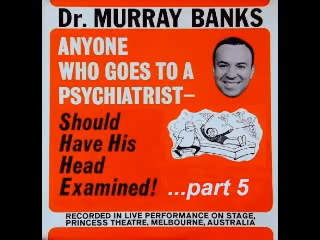 Dr. MURRAY BANKS
ANYONE
WHO GOES TO A
PSYCHIATRIST–
Should
Have His
Head
Examined! ...part 5
RECORDED IN LIVE PERFORMANCE ON STAGE,
PRINCESS THEATRE, MELBOURNE, AUSTRALIA